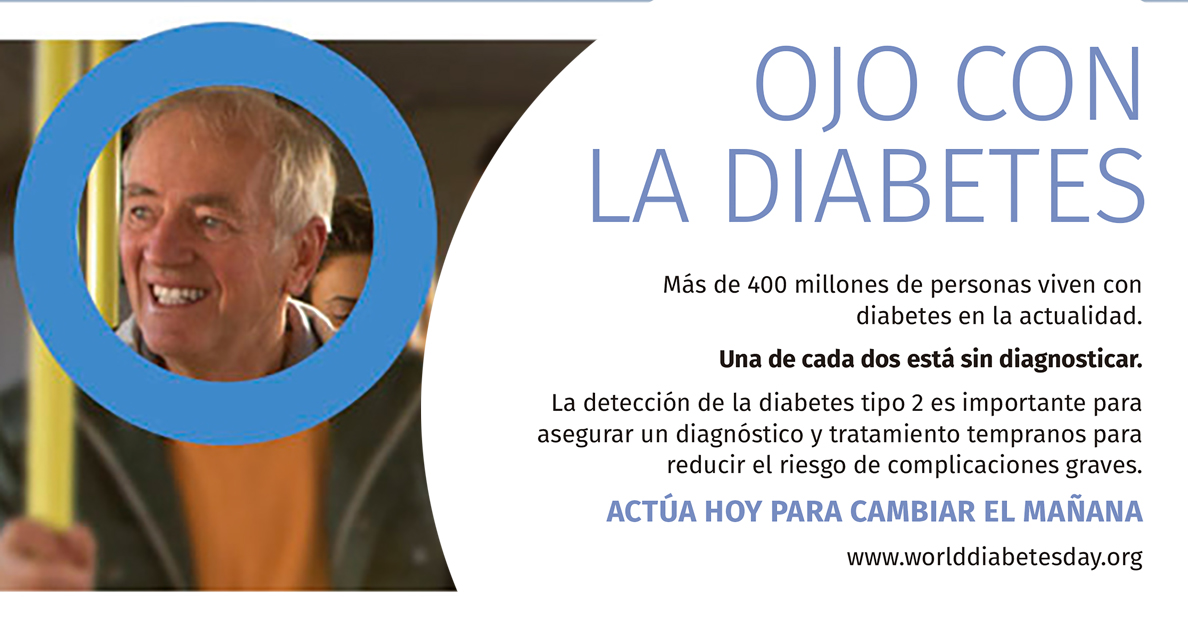 OJO CON
LA DIABETES
Más de 400 millones de personas viven con
diabetes en la actualidad.
Una de cada dos está sin diagnosticar.
La detección de la diabetes tipo 2 es importante para
asegurar un diagnóstico y tratamiento tempranos para
reducir el riesgo de complicaciones graves.
ACTÚA HOY PARA CAMBIAR EL MAÑANA
www.worlddiabetesday.org